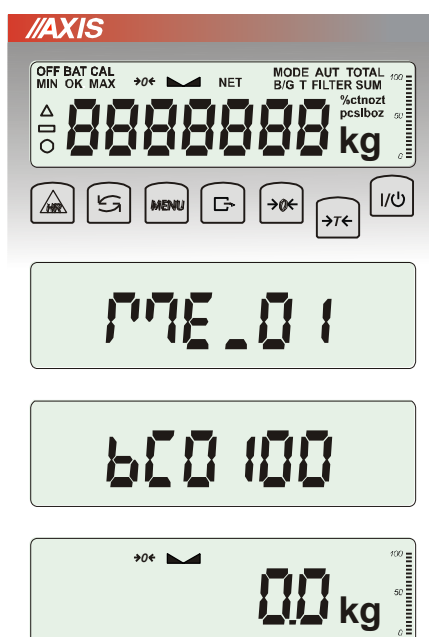 AXIS
OFF BAT CAL MODE AUT TOTAL 100
MIN OK MAX →0← NET B/G T FILTER SUM
%ctnozt
pcslboz
50
8888888 kg
0
HR MENU →0← →T← I/⏻
ME_01
bC0100
→0← 100
50
0.0 kg
0